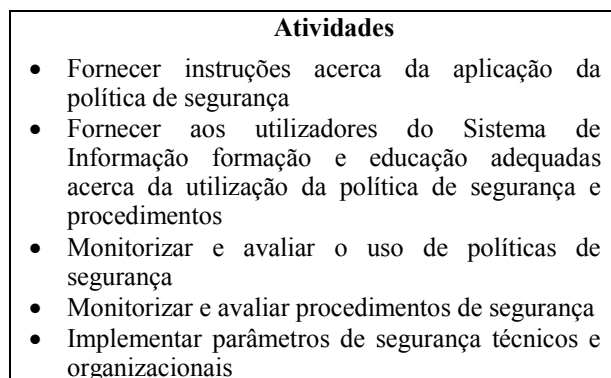 Atividades
• Fornecer instruções acerca da aplicação da
política de segurança
• Fornecer aos utilizadores do Sistema de
Informação formação e educação adequadas
acerca da utilização da política de segurança e
procedimentos
• Monitorizar e avaliar o uso de políticas de
segurança
• Monitorizar e avaliar procedimentos de segurança
• Implementar parâmetros de segurança técnicos e
organizacionais